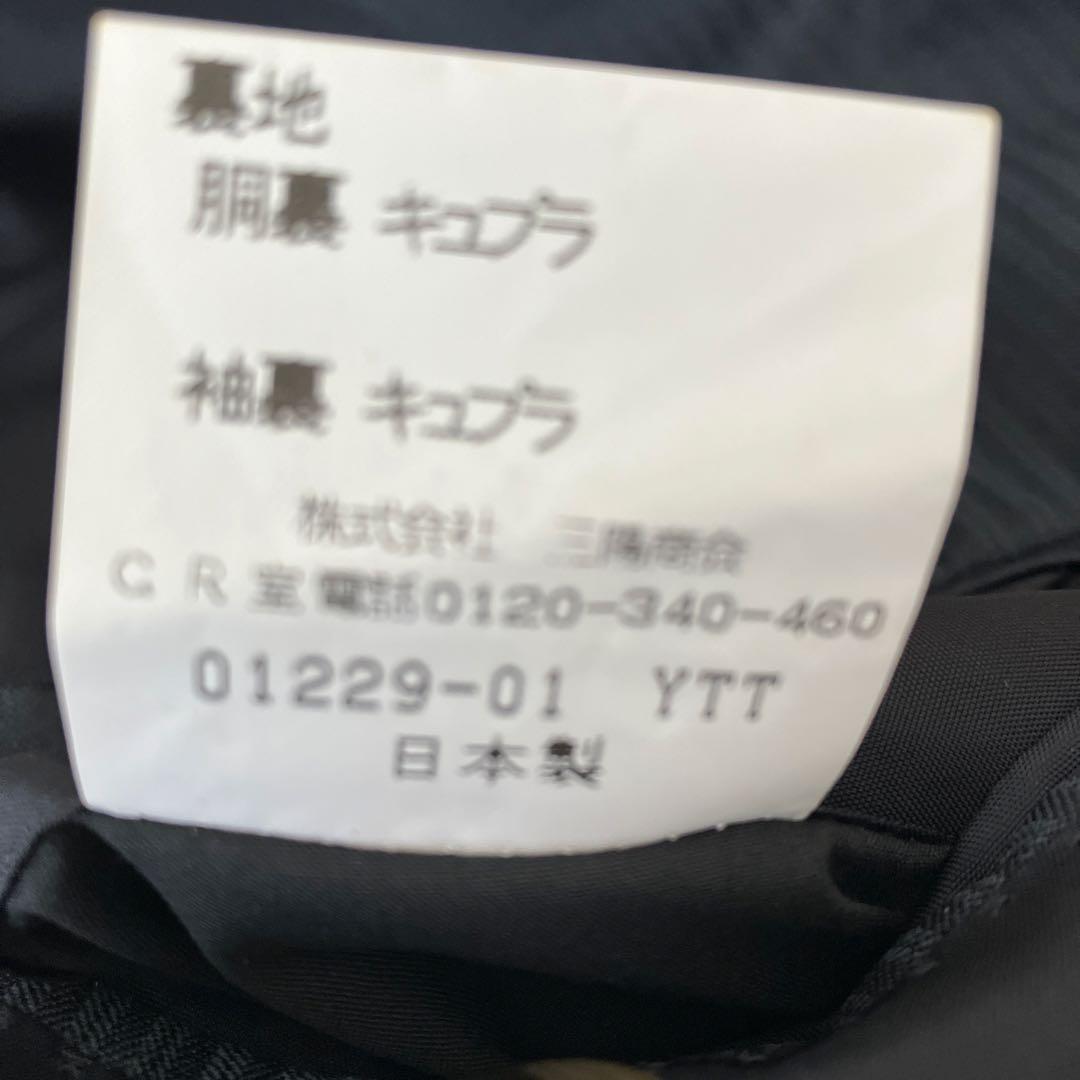 裏地
胴裏 キュプラ
袖裏 キュプラ
株式会社 三陽商会
CR室電話0120-340-460
01229-01 YTT
日本製